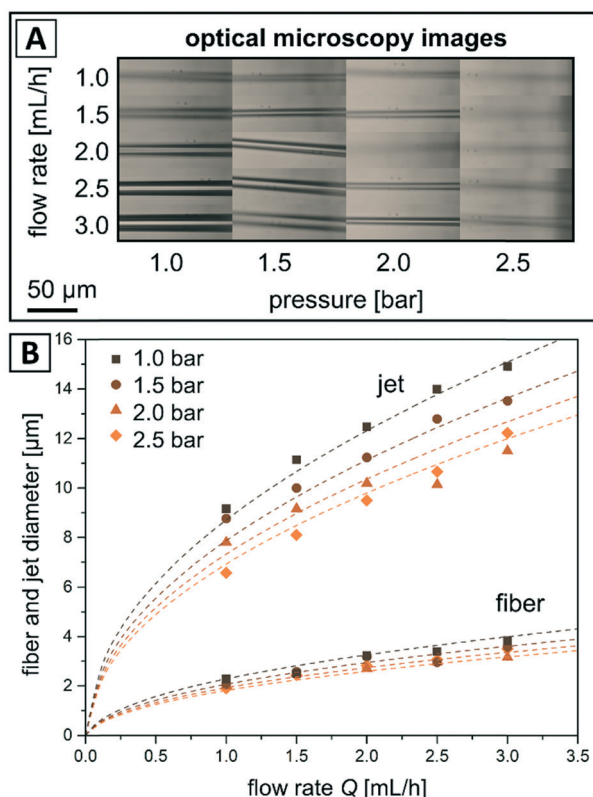 A
optical microscopy images
flow rate [mL/h]
1.0
1.5
2.0
2.5
3.0
1.0 1.5 2.0 2.5
50 µm
pressure [bar]
B
fiber and jet diameter [µm]
16
14
12
10
8
6
4
2
0
1.0 bar
1.5 bar
2.0 bar
2.5 bar
jet
fiber
0.0 0.5 1.0 1.5 2.0 2.5 3.0 3.5
flow rate Q [mL/h]